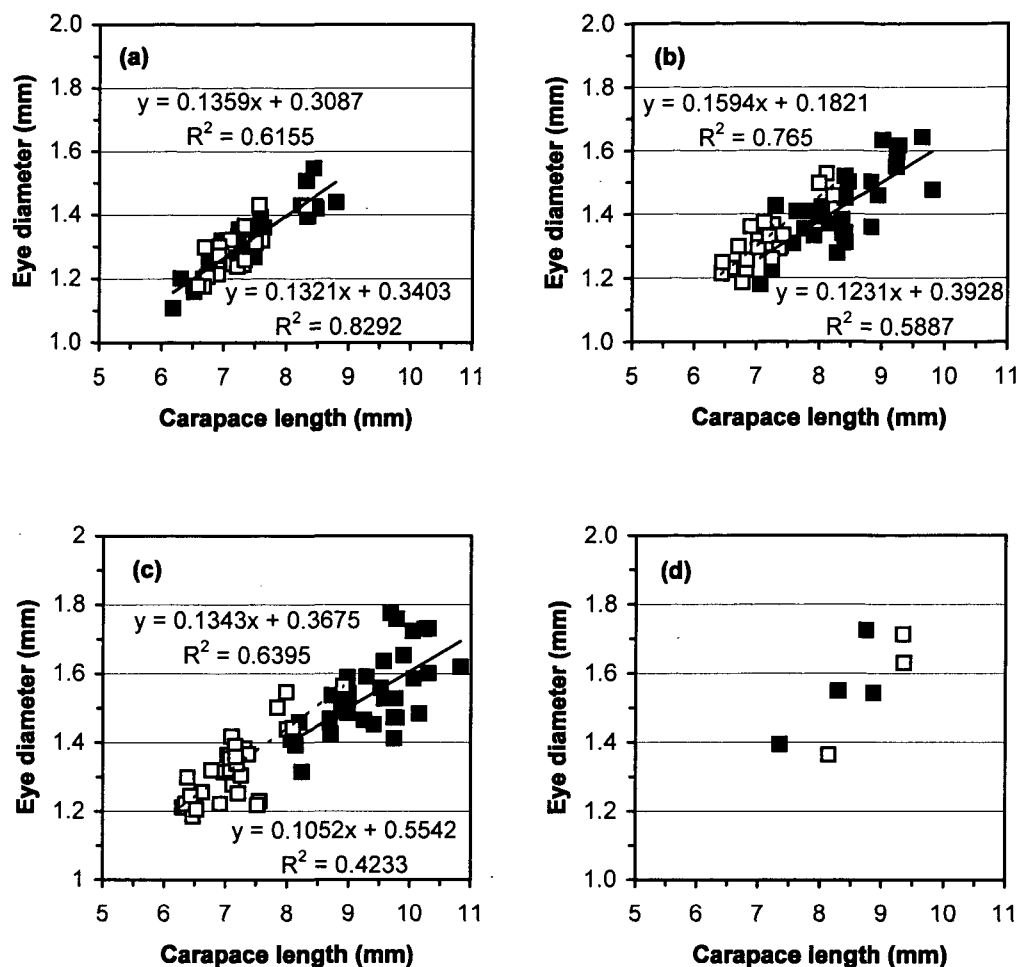 (a)
y = 0.1359x + 0.3087
R² = 0.6155
y = 0.1321x + 0.3403
R² = 0.8292
2.0
1.8
1.6
1.4
1.2
1.0
Eye diameter (mm)
5 6 7 8 9 10 11
Carapace length (mm)
(b)
y = 0.1594x + 0.1821
R² = 0.765
y = 0.1231x + 0.3928
R² = 0.5887
2.0
1.8
1.6
1.4
1.2
1.0
Eye diameter (mm)
5 6 7 8 9 10 11
Carapace length (mm)
(c)
y = 0.1343x + 0.3675
R² = 0.6395
y = 0.1052x + 0.5542
R² = 0.4233
2
1.8
1.6
1.4
1.2
1
Eye diameter (mm)
5 6 7 8 9 10 11
Carapace length (mm)
(d)
2.0
1.8
1.6
1.4
1.2
1.0
Eye diameter (mm)
5 6 7 8 9 10 11
Carapace length (mm)